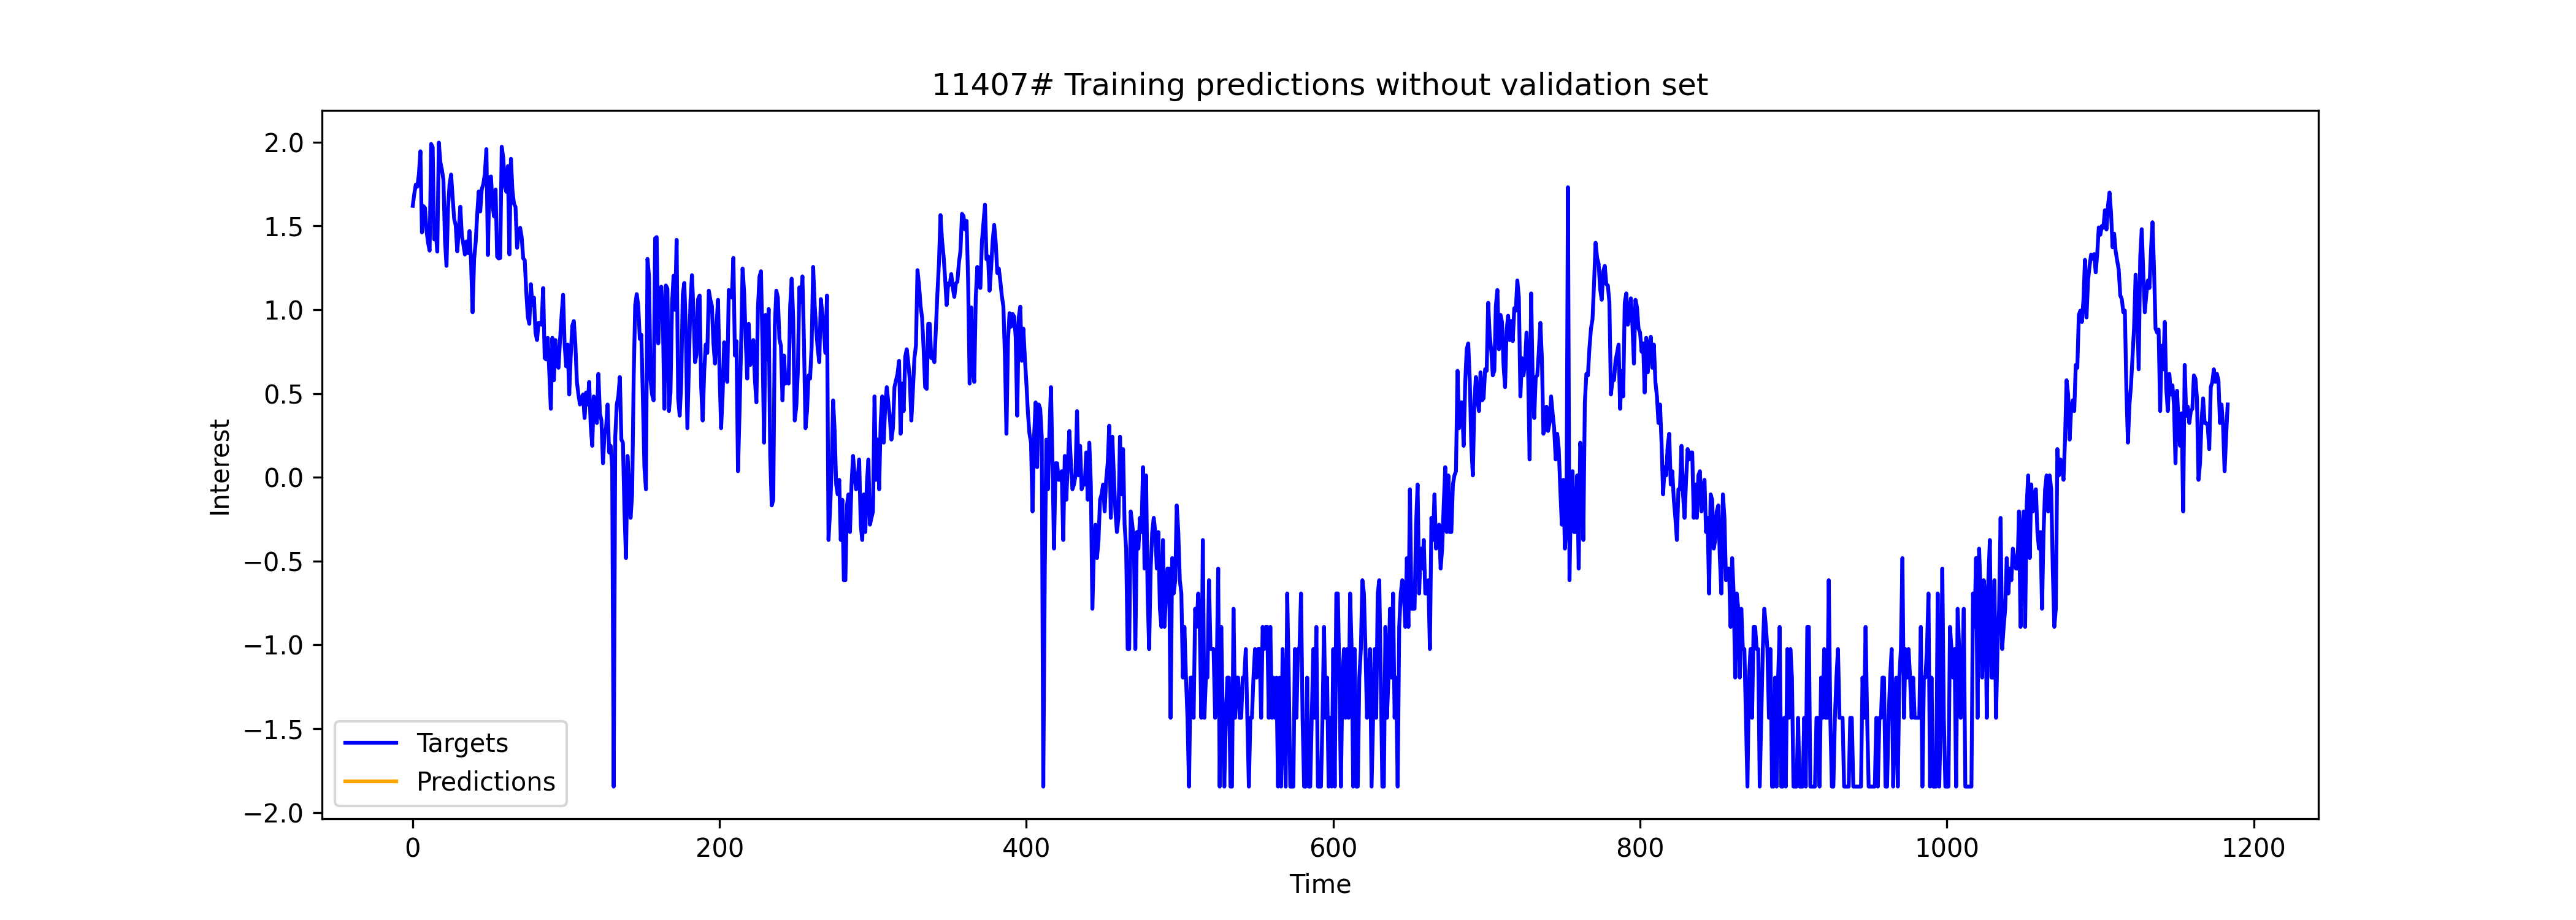 11407# Training predictions without validation set
2.0
1.5
1.0
0.5
0.0
−0.5
−1.0
−1.5
−2.0
Interest
Targets
Predictions
0 200 400 600 800 1000 1200
Time